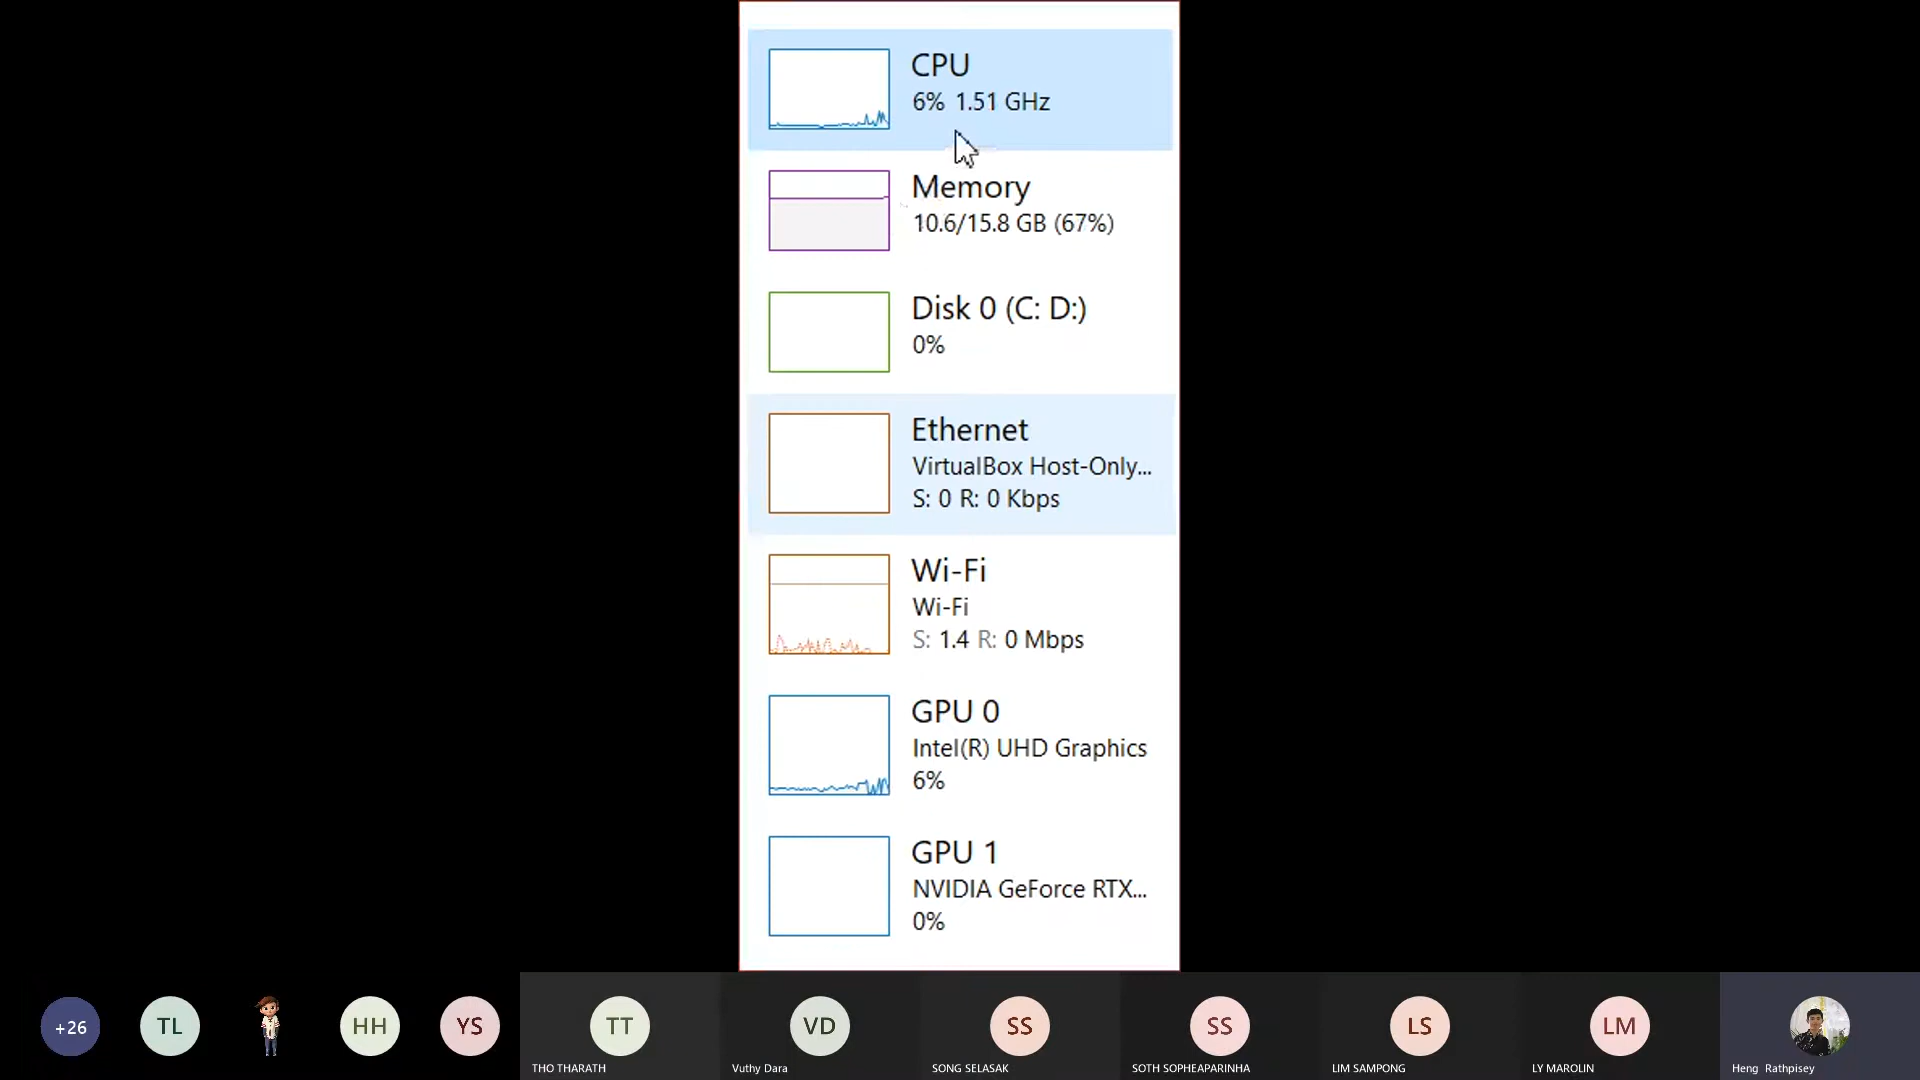 CPU
6% 1.51 GHz
Memory
10.6/15.8 GB (67%)
Disk 0 (C: D:)
0%
Ethernet
VirtualBox Host-Only...
S: 0 R: 0 Kbps
Wi-Fi
Wi-Fi
S: 1.4 R: 0 Mbps
GPU 0
Intel(R) UHD Graphics
6%
GPU 1
NVIDIA GeForce RTX...
0%
+26
TL
HH
YS
TT
VD
SS
SS
LS
LM
THO THARATH
Vuthy Dara
SONG SELASAK
SOTH SOPHEAPARINHA
LIM SAMPONG
LY MAROLIN
Heng Rathpisey